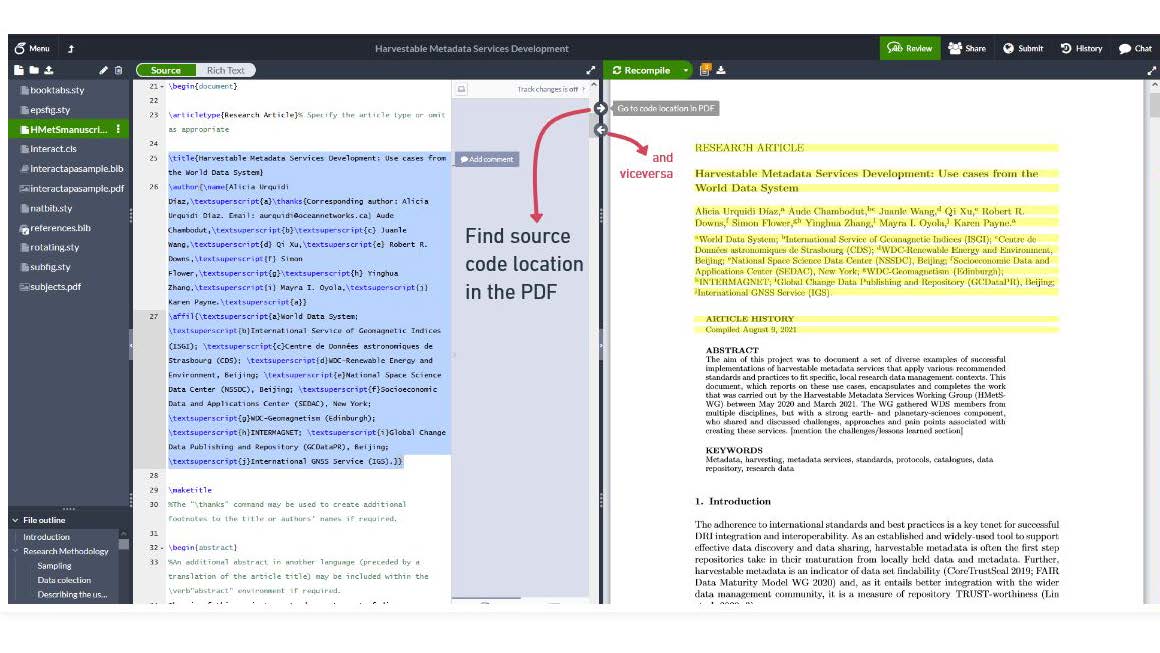 Menu
Harvestable Metadata Services Development
Review
Share
Submit
History
Chat
Source
Rich Text
Recompile
booktabs.sty
epsfig.sty
HMetSmanuscri...
interact.cls
interactapasample.bib
interactapasample.pdf
natbib.sty
references.bib
rotating.sty
subfig.sty
subjects.pdf
File outline
Introduction
Research Methodology
Sampling
Data colection
Describing the us...
21 \begin{document}
22
23 \articletype{Research Article}% Specify the article type or omit
as appropriate
24
25 \title{Harvestable Metadata Services Development: Use cases from
the World Data System}
26 \author{\name{Alicia Urquidi
Díaz,\textsuperscript{a}\thanks{Corresponding author: Alicia
Urquidi Díaz. Email: aurquidi@oceannetworks.ca} Aude
Chambodut,\textsuperscript{b}\textsuperscript{c} Juanle
Wang,\textsuperscript{d} Qi Xu,\textsuperscript{e} Robert R.
Downs,\textsuperscript{f} Simon
Flower,\textsuperscript{g}\textsuperscript{h} Yinghua
Zhang,\textsuperscript{i} Mayra I. Oyola,\textsuperscript{j}
Karen Payne.\textsuperscript{a}}
27 \affil{\textsuperscript{a}World Data System;
\textsuperscript{b}International Service of Geomagnetic Indices
(ISGI); \textsuperscript{c}Centre de Données astronomiques de
Strasbourg (CDS); \textsuperscript{d}WDC-Renewable Energy and
Environment, Beijing; \textsuperscript{e}National Space Science
Data Center (NSSDC), Beijing; \textsuperscript{f}Socioeconomic
Data and Applications Center (SEDAC), New York;
\textsuperscript{g}WDC-Geomagnetism (Edinburgh);
\textsuperscript{h}INTERMAGNET; \textsuperscript{i}Global Change
Data Publishing and Repository (GCDataPR), Beijing;
\textsuperscript{j}International GNSS Service (IGS).}}
28
29 \maketitle
30 %The "\thanks" command may be used to create additional
footnotes to the title or authors' names if required.
31
32 \begin{abstract}
33 %An additional abstract in another language (preceded by a
translation of the article title) may be included within the
\verb"abstract" environment if required.
Track changes is off
Add comment
Go to code location in PDF
and
viceversa
Find source
code location
in the PDF
RESEARCH ARTICLE
Harvestable Metadata Services Development: Use cases from the
World Data System
Alicia Urquidi Díaz,a Aude Chambodut,bc Juanle Wang,d Qi Xu,e Robert R.
Downs,f Simon Flower,gh Yinghua Zhang,i Mayra I. Oyola,j Karen Payne.a
aWorld Data System; bInternational Service of Geomagnetic Indices (ISGI); cCentre de
Données astronomiques de Strasbourg (CDS); dWDC-Renewable Energy and Environment,
Beijing; eNational Space Science Data Center (NSSDC), Beijing; fSocioeconomic Data and
Applications Center (SEDAC), New York; gWDC-Geomagnetism (Edinburgh);
hINTERMAGNET; iGlobal Change Data Publishing and Repository (GCDataPR), Beijing;
jInternational GNSS Service (IGS).
ARTICLE HISTORY
Compiled August 9, 2021
ABSTRACT
The aim of this project was to document a set of diverse examples of successful
implementations of harvestable metadata services that apply various recommended
standards and practices to fit specific, local research data management contexts. This
document, which reports on these use cases, encapsulates and completes the work
that was carried out by the Harvestable Metadata Services Working Group (HMetS-
WG) between May 2020 and March 2021. The WG gathered WDS members from
multiple disciplines, but with a strong earth- and planetary-sciences component,
who shared and discussed challenges, approaches and pain points associated with
creating these services. [mention the challenges/lessons learned section]
KEYWORDS
Metadata, harvesting, metadata services, standards, protocols, catalogues, data
repository, research data
1. Introduction
The adherence to international standards and best practices is a key tenet for successful
DRI integration and interoperability. As an established and widely-used tool to support
effective data discovery and data sharing, harvestable metadata is often the first step
repositories take in their maturation from locally held data and metadata. Further,
harvestable metadata is an indicator of data set findability (CoreTrustSeal 2019; FAIR
Data Maturity Model WG 2020) and, as it entails better integration with the wider
data management community, it is a measure of repository TRUST-worthiness (Lin